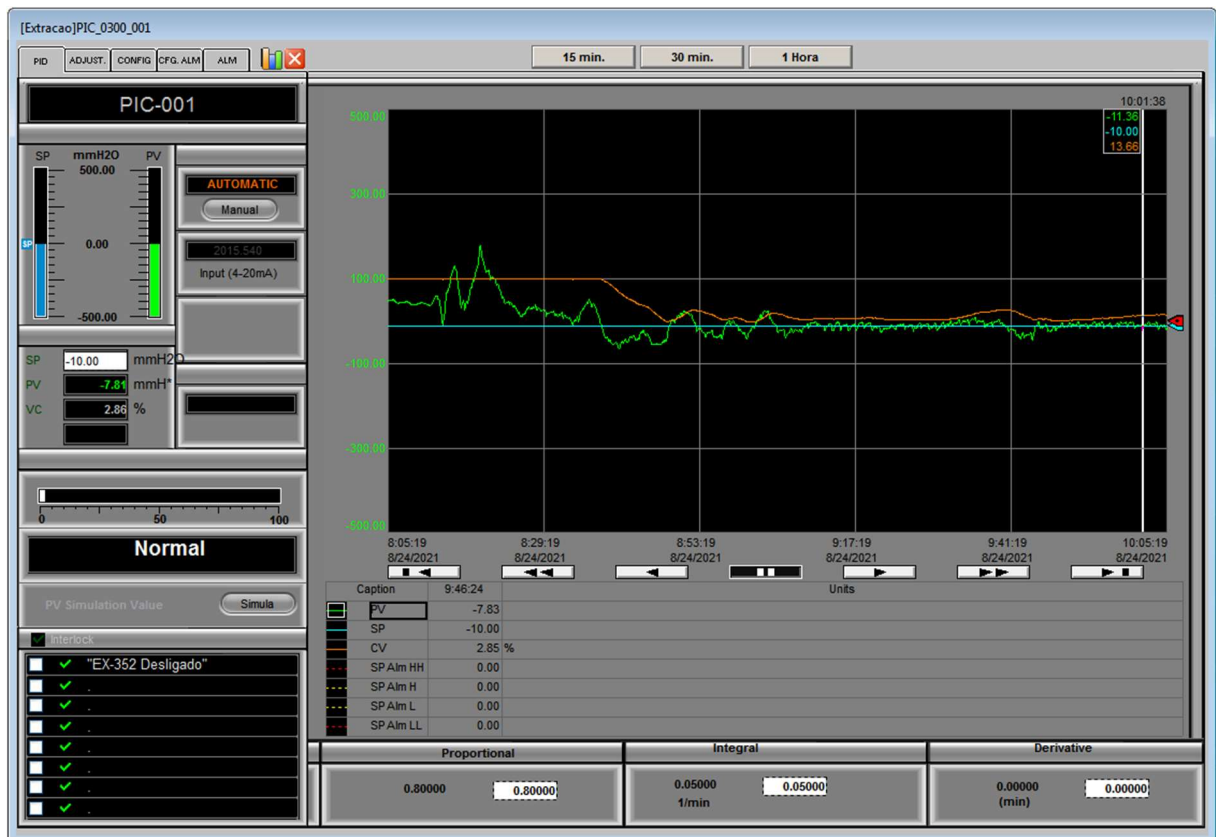 [Extracao]PIC_0300_001
PID ADJUST. CONFIG CFG. ALM ALM
15 min. 30 min. 1 Hora
PIC-001
SP mmH2O PV
500.00
0.00
-500.00
SP
AUTOMATIC
Manual
2015.540
Input (4-20mA)
SP -10.00 mmH2O
PV -7.81 mmH*
VC 2.86 %
0 50 100
Normal
PV Simulation Value Simula
Interlock
"EX-352 Desligado"
.
.
.
.
.
.
.
10:01:38
-11.36
-10.00
13.66
500.00
300.00
100.00
-100.00
-300.00
-500.00
8:05:19 8:29:19 8:53:19 9:17:19 9:41:19 10:05:19
8/24/2021 8/24/2021 8/24/2021 8/24/2021 8/24/2021 8/24/2021
Caption 9:46:24 Units
PV -7.83
SP -10.00
CV 2.85 %
SP Alm HH 0.00
SP Alm H 0.00
SP Alm L 0.00
SP Alm LL 0.00
Proportional Integral Derivative
0.80000 0.80000 0.05000 0.05000 0.00000 0.00000
1/min (min)